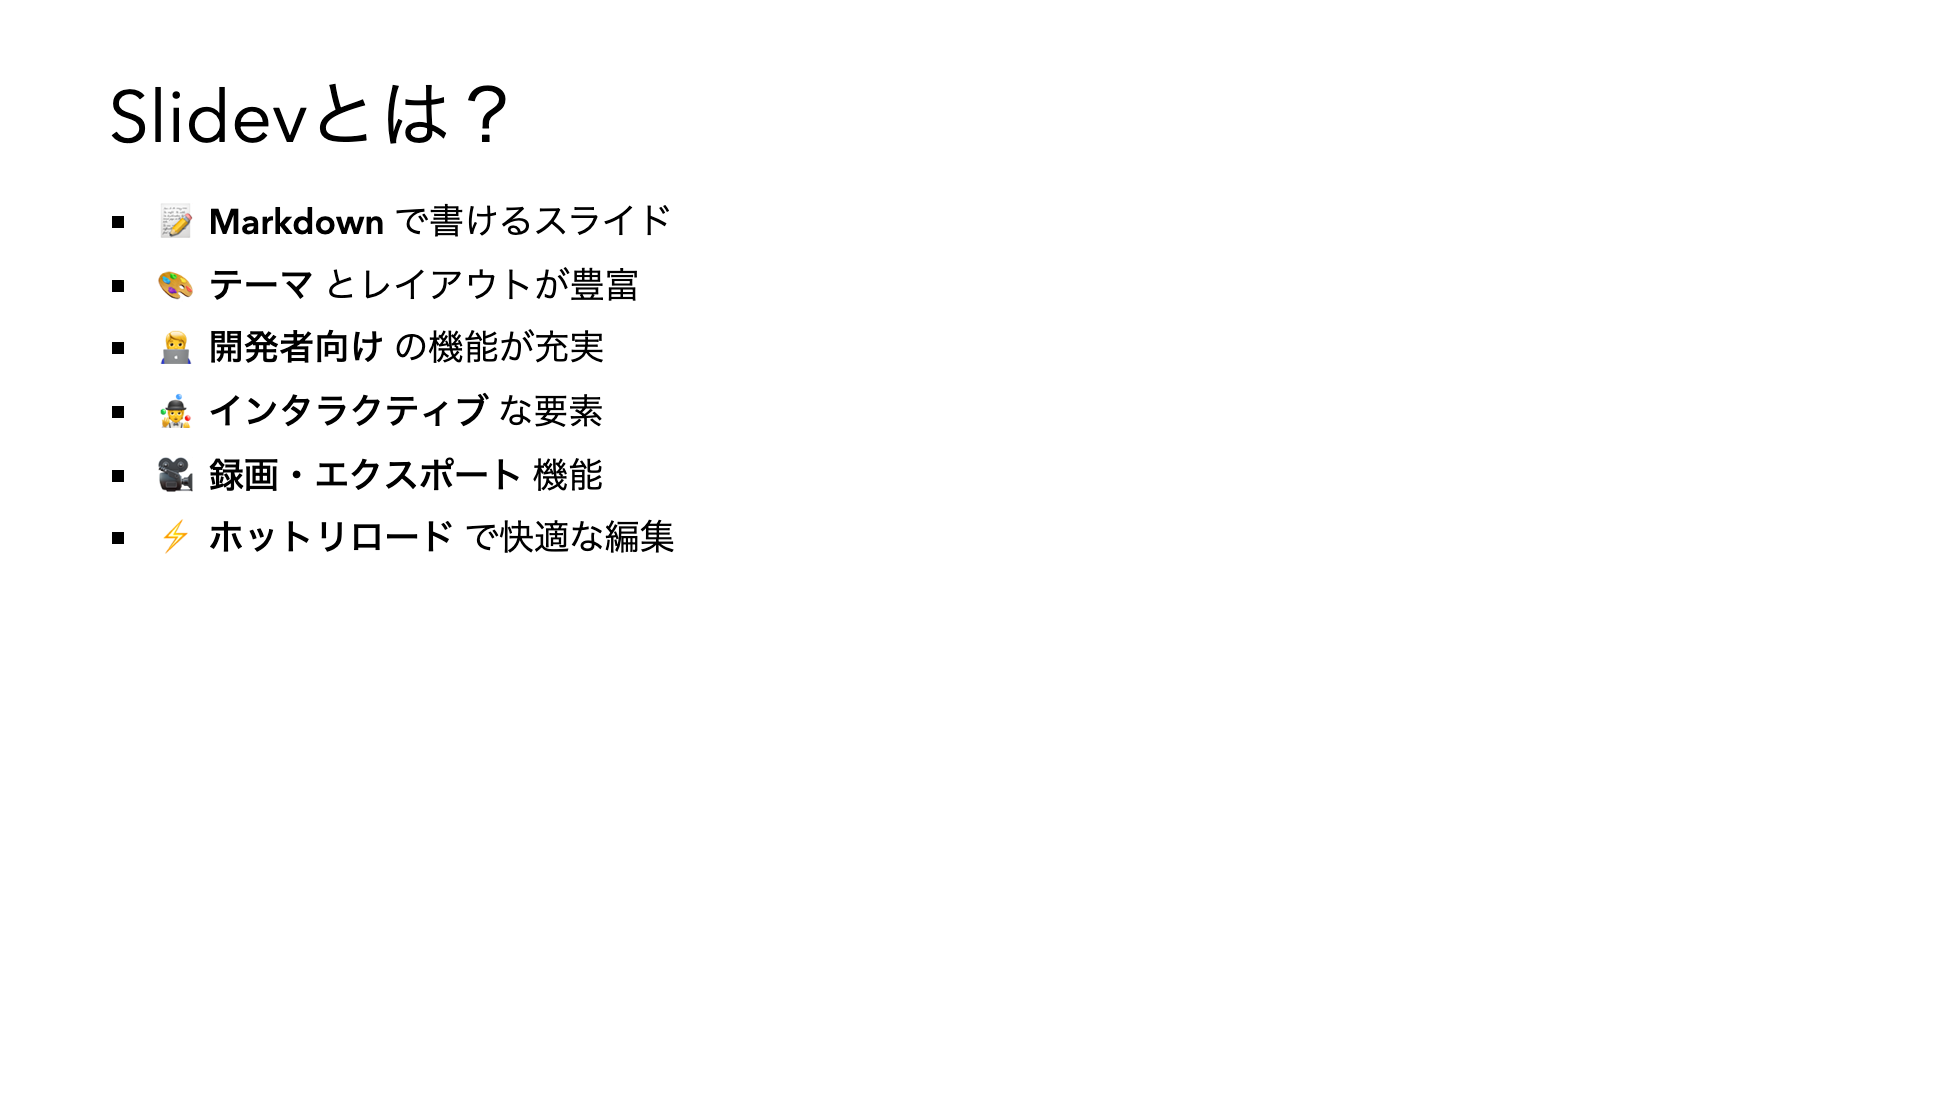 Slidevとは？
📝 Markdown で書けるスライド
🎨 テーマ とレイアウトが豊富
🧑‍💻 開発者向け の機能が充実
🤹 インタラクティブ な要素
🎥 録画・エクスポート 機能
⚡ ホットリロード で快適な編集